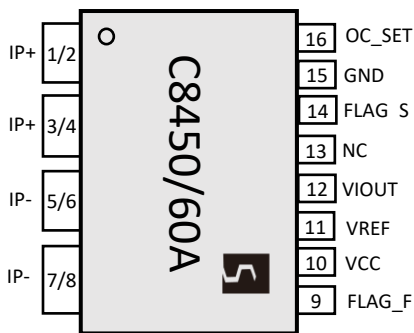 IP+ 1/2
IP+ 3/4
IP- 5/6
IP- 7/8
C8450/60A
16 OC_SET
15 GND
14 FLAG_S
13 NC
12 VIOUT
11 VREF
10 VCC
9 FLAG_F